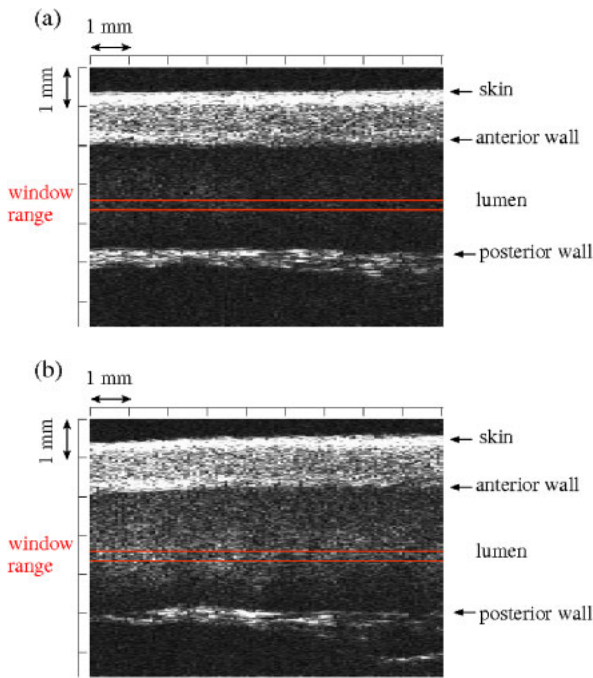 (a)
1 mm
1 mm
skin
anterior wall
window
range
lumen
posterior wall
(b)
1 mm
1 mm
skin
anterior wall
window
range
lumen
posterior wall